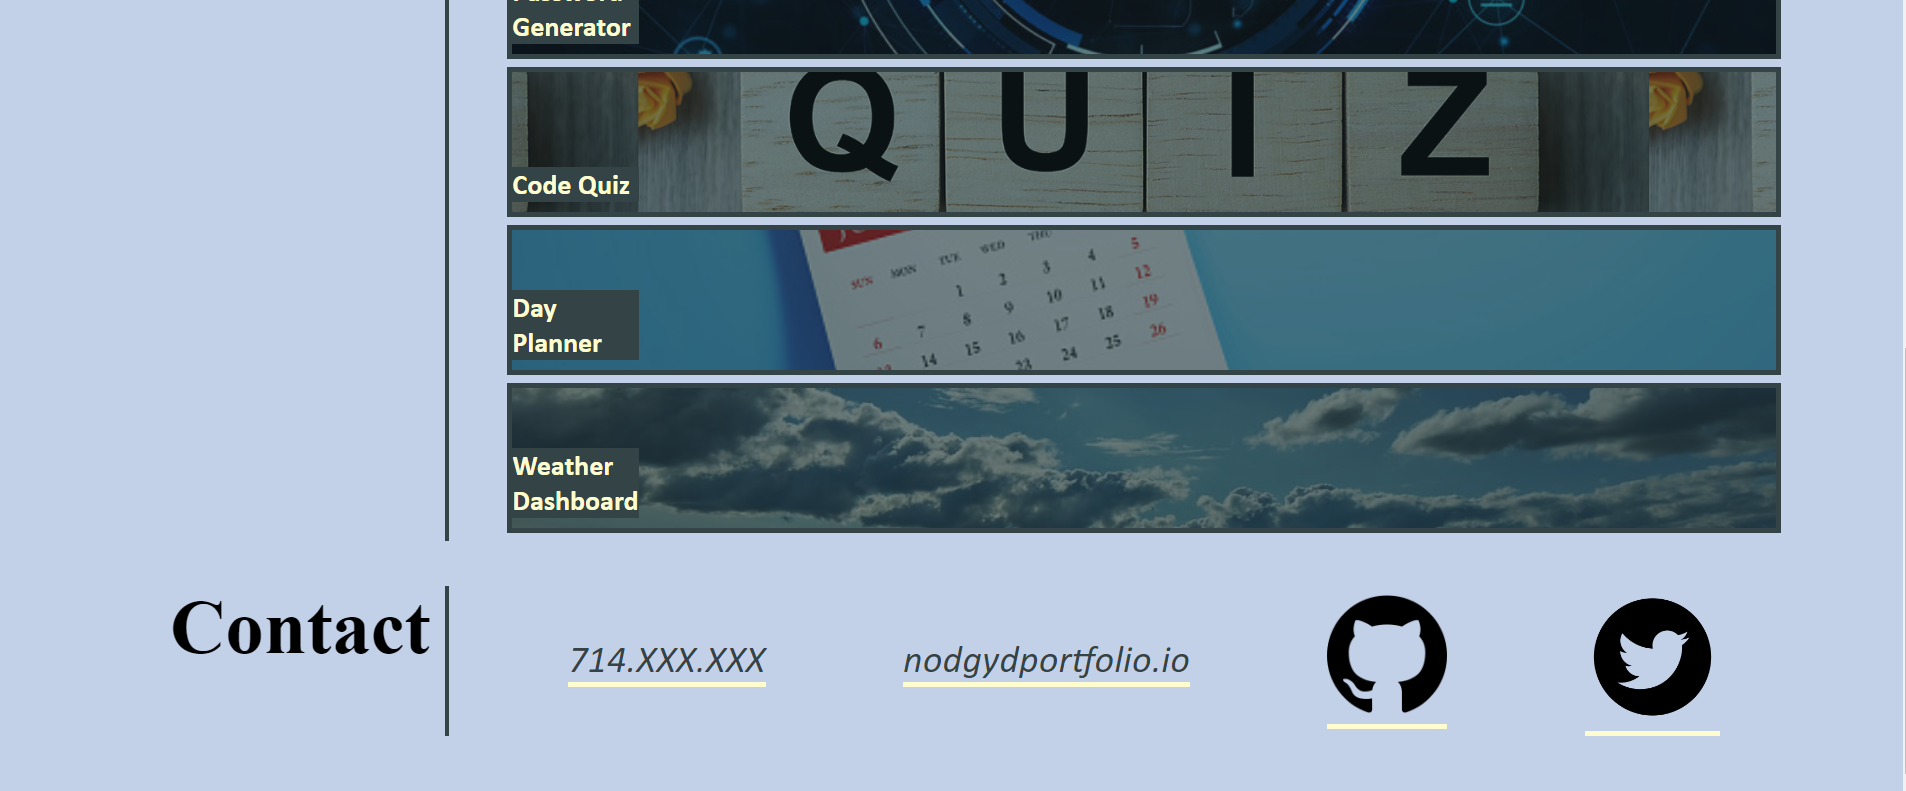 Password
Generator
QUIZ
Code Quiz
SUN MON TUE WED THU
1 2 3 4 5
6 7 8 9 10 11 12
14 15 16 17 18 19
23 24 25 26
Day
Planner
Weather
Dashboard
Contact
714.XXX.XXX
nodgydportfolio.io